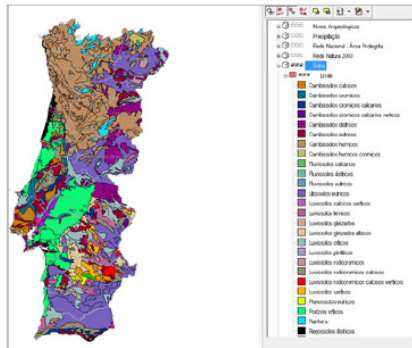 Níveis Arqueológicos
Precipitação
Rede Nacional - Área Protegida
Rede Natura 2000
Solos
Limite
Cambissolos calcicos
Cambissolos cromicos
Cambissolos cromicos calcarios
Cambissolos cromicos calcarios verticos
Cambissolos districos
Cambissolos eutricos
Cambissolos humicos
Cambissolos humicos cromicos
Fluvissolos calcarios
Fluvissolos districos
Fluvissolos eutricos
Litossolos eutricos
Luvissolos calcicos verticos
Luvissolos ferricos
Luvissolos gleizados
Luvissolos gleizados albicos
Luvissolos orticos
Luvissolos plintticos
Luvissolos rodocromicos
Luvissolos rodocromicos calcicos
Luvissolos rodocromicos calcicos verticos
Luvissolos verticos
Planossolos eutricos
Podzois orticos
Rankers
Regossolos districos